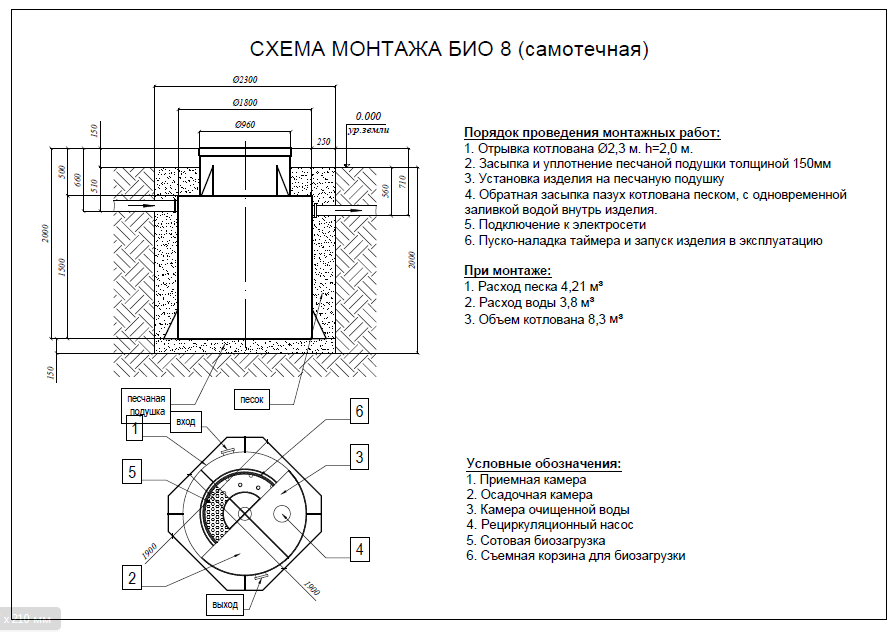 СХЕМА МОНТАЖА БИО 8 (самотечная)
Ø2300
Ø1800
Ø960
250
0.000
ур.земли
150
500
660
510
560
710
2000
1500
2000
150
песчаная
подушка
песок
вход
1
6
3
5
4
2
1900
1900
выход
Порядок проведения монтажных работ:
1. Отрывка котлована Ø2,3 м. h=2,0 м.
2. Засыпка и уплотнение песчаной подушки толщиной 150мм
3. Установка изделия на песчаную подушку
4. Обратная засыпка пазух котлована песком, с одновременной
заливкой водой внутрь изделия.
5. Подключение к электросети
6. Пуско-наладка таймера и запуск изделия в эксплуатацию
При монтаже:
1. Расход песка 4,21 м³
2. Расход воды 3,8 м³
3. Объем котлована 8,3 м³
Условные обозначения:
1. Приемная камера
2. Осадочная камера
3. Камера очищенной воды
4. Рециркуляционный насос
5. Сотовая биозагрузка
6. Съемная корзина для биозагрузки
x 210 мм